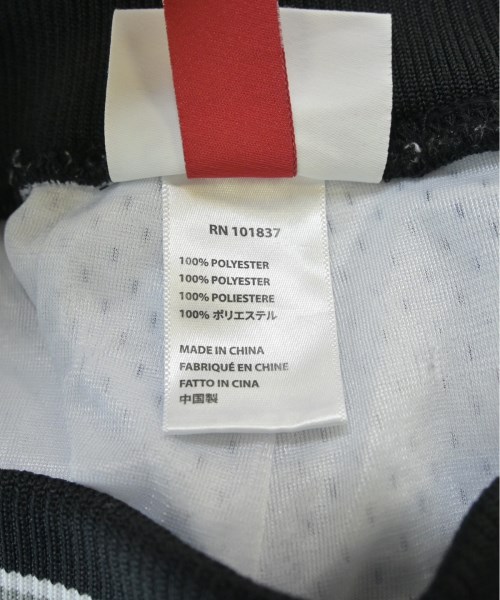 RN 101837
100% POLYESTER
100% POLYESTER
100% POLIESTERE
100% ポリエステル
MADE IN CHINA
FABRIQUÉ EN CHINE
FATTO IN CINA
中国製